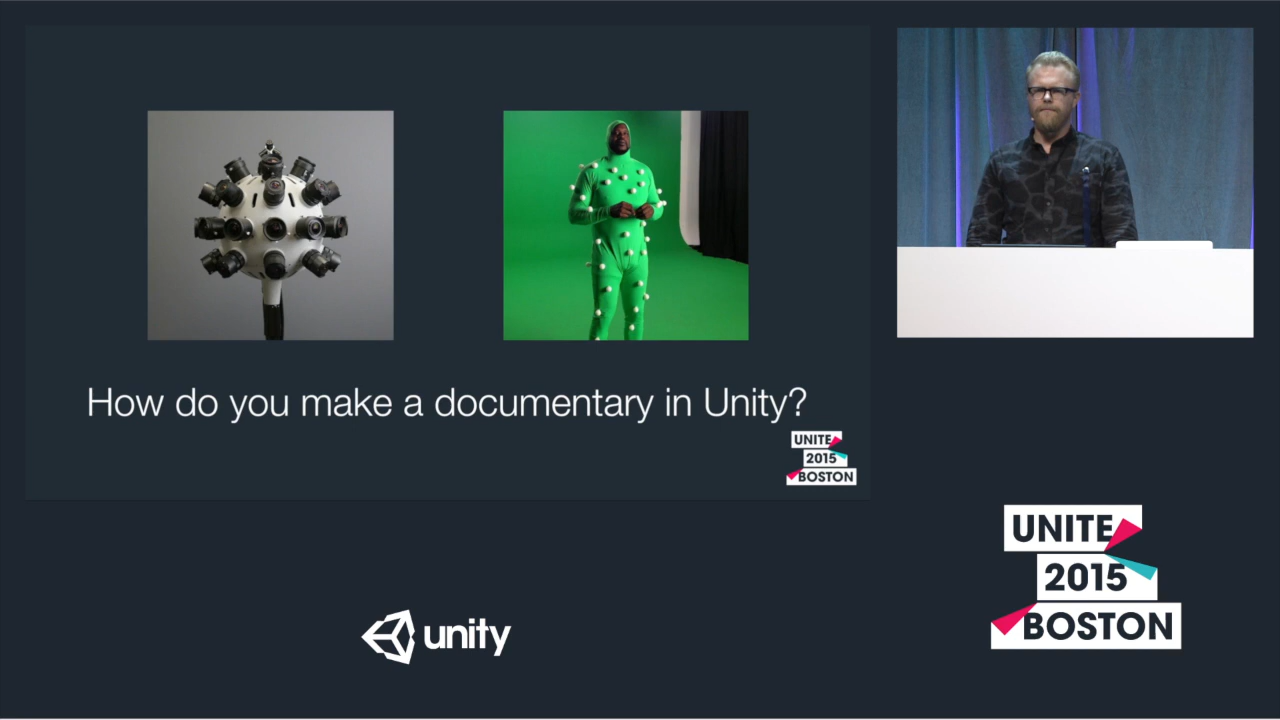 How do you make a documentary in Unity?
UNITE
2015
BOSTON
unity
UNITE
2015
BOSTON